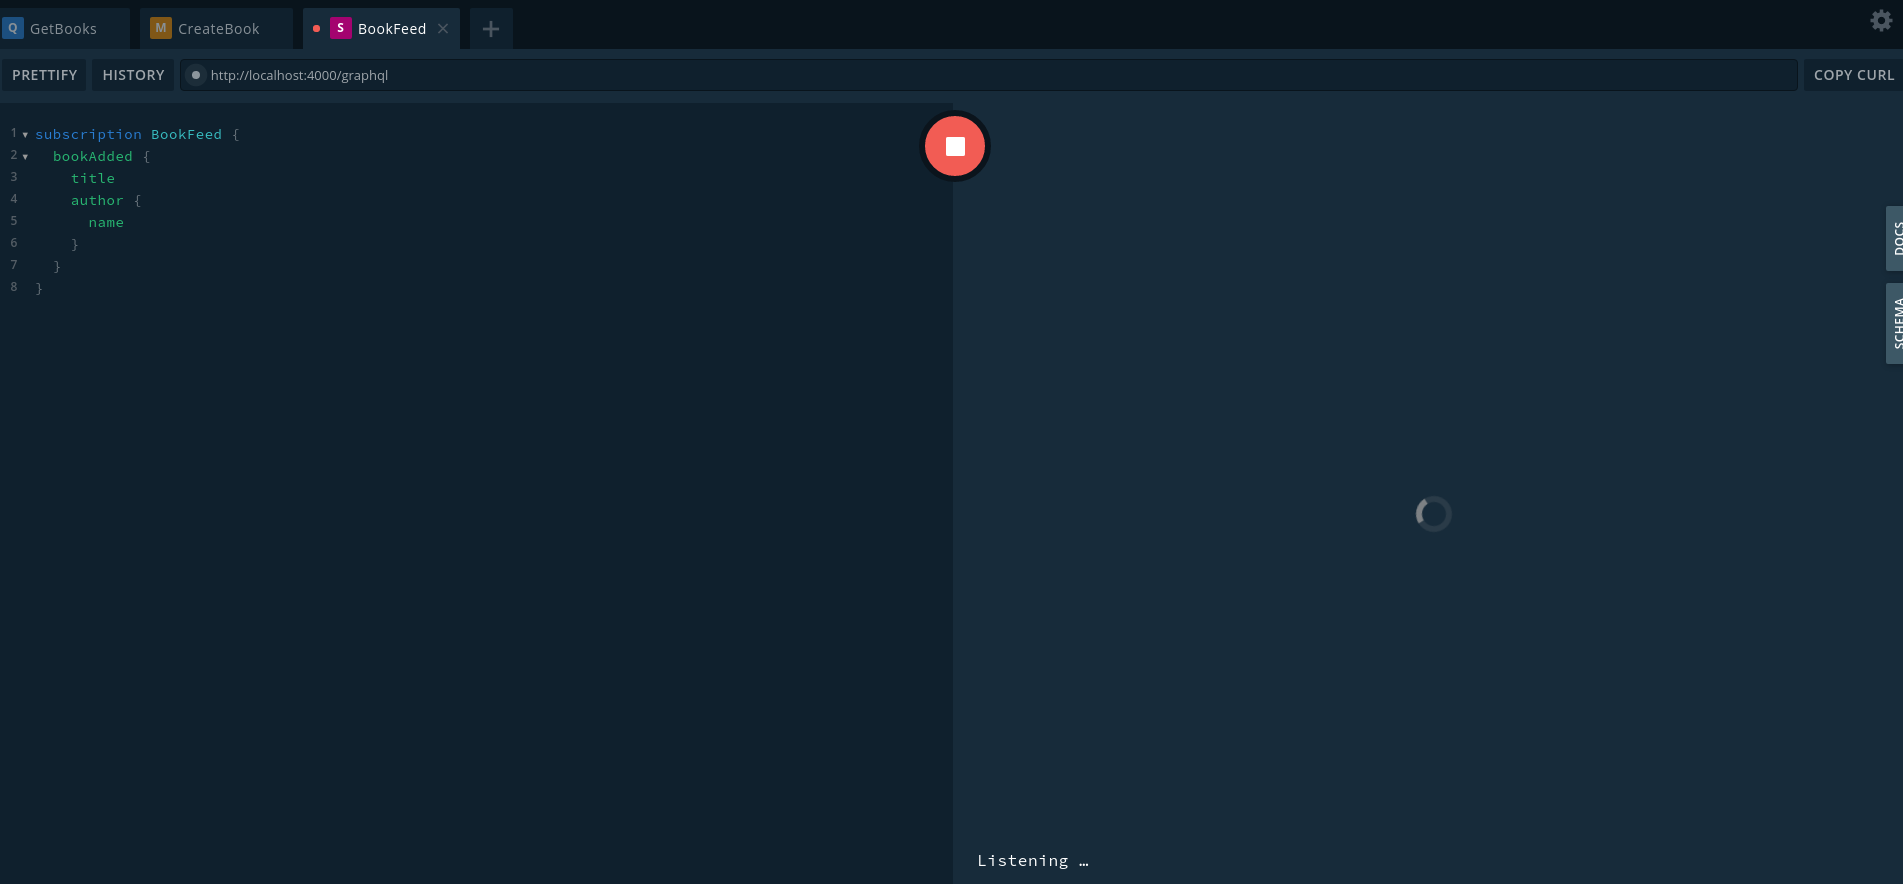 Q GetBooks M CreateBook S BookFeed
PRETTIFY HISTORY http://localhost:4000/graphql COPY CURL
1 subscription BookFeed {
2 bookAdded {
3 title
4 author {
5 name
6 }
7 }
8 }
DOCS
SCHEMA
Listening …